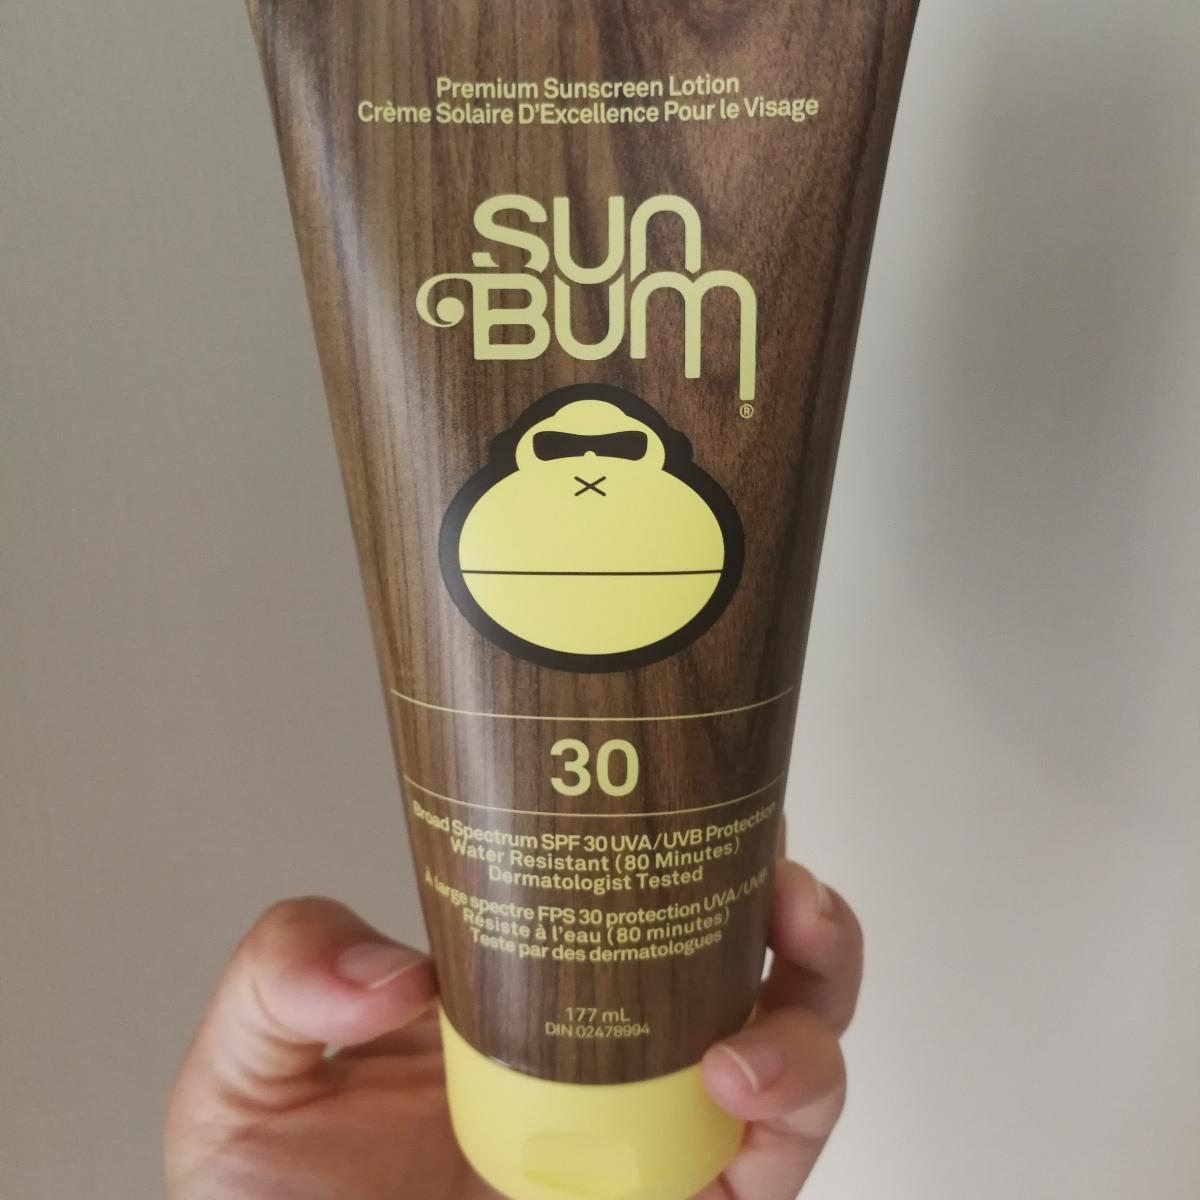 Premium Sunscreen Lotion
Crème Solaire D'Excellence Pour le Visage
SUN
BUM
®
30
Broad Spectrum SPF 30 UVA/UVB Protection
Water Resistant (80 Minutes)
Dermatologist Tested
À large spectre FPS 30 protection UVA/UVB
Résiste à l'eau (80 minutes)
Teste par des dermatologues
177 mL
DIN 02478994